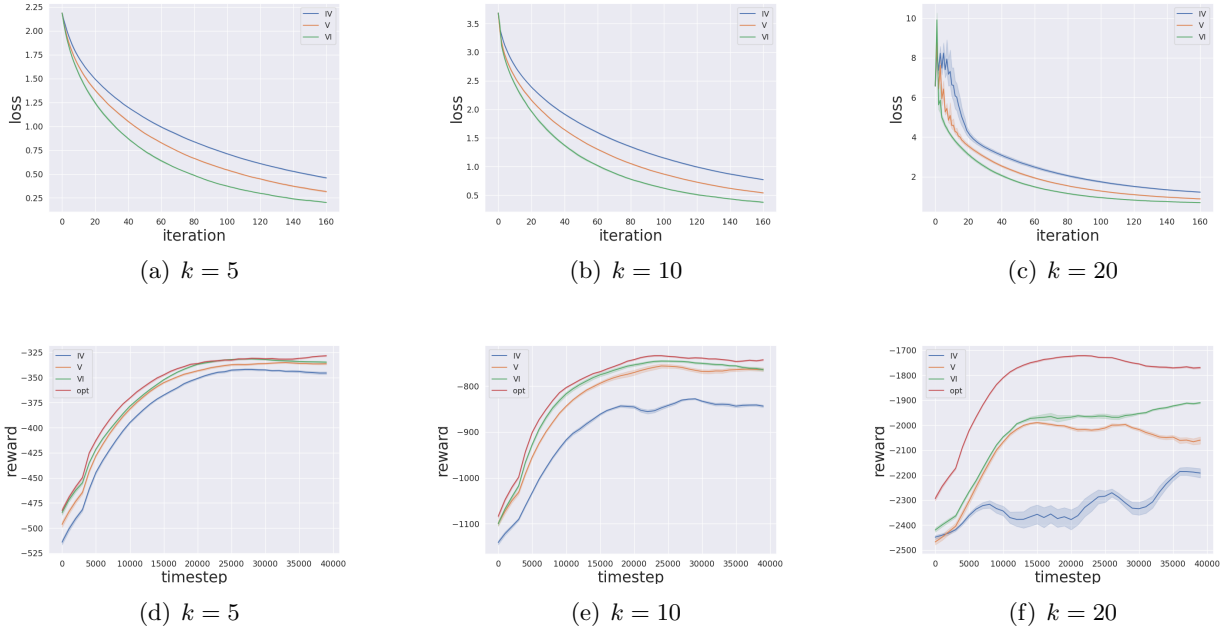 2.25
2.00
1.75
1.50
1.25
1.00
0.75
0.50
0.25
loss
0 20 40 60 80 100 120 140 160
iteration
IV
V
VI
(a) k = 5
3.5
3.0
2.5
2.0
1.5
1.0
0.5
loss
0 20 40 60 80 100 120 140 160
iteration
IV
V
VI
(b) k = 10
10
8
6
4
2
loss
0 20 40 60 80 100 120 140 160
iteration
IV
V
VI
(c) k = 20
−325
−350
−375
−400
−425
−450
−475
−500
−525
reward
0 5000 10000 15000 20000 25000 30000 35000 40000
timestep
IV
V
VI
opt
(d) k = 5
−800
−900
−1000
−1100
reward
0 5000 10000 15000 20000 25000 30000 35000 40000
timestep
IV
V
VI
opt
(e) k = 10
−1700
−1800
−1900
−2000
−2100
−2200
−2300
−2400
−2500
reward
0 5000 10000 15000 20000 25000 30000 35000 40000
timestep
IV
V
VI
opt
(f) k = 20